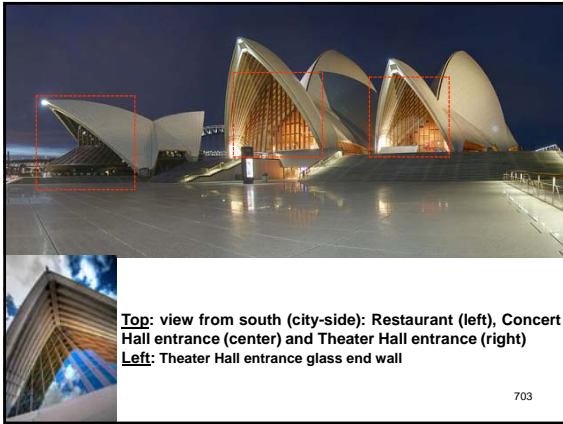 Top: view from south (city-side): Restaurant (left), Concert
Hall entrance (center) and Theater Hall entrance (right)
Left: Theater Hall entrance glass end wall
703